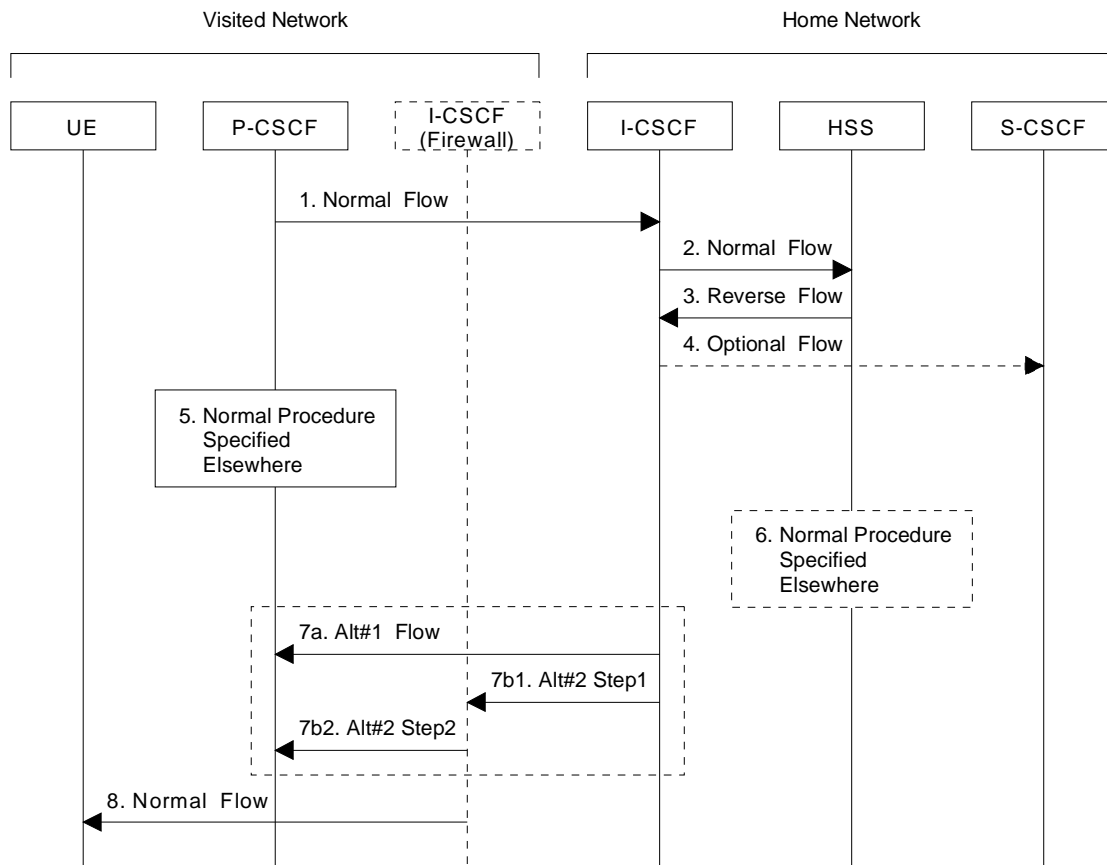 Visited Network
Home Network
UE
P-CSCF
I-CSCF
(Firewall)
I-CSCF
HSS
S-CSCF
1. Normal Flow
2. Normal Flow
3. Reverse Flow
4. Optional Flow
5. Normal Procedure
Specified
Elsewhere
6. Normal Procedure
Specified
Elsewhere
7a. Alt#1 Flow
7b1. Alt#2 Step1
7b2. Alt#2 Step2
8. Normal Flow